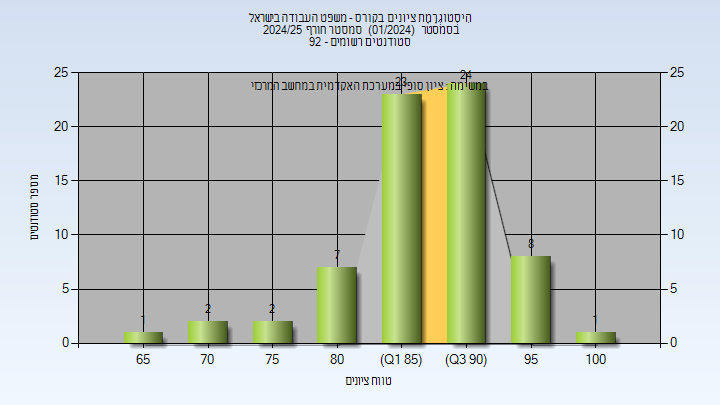 היסטוגרמת ציונים בקורס - משפט העבודה בישראל
בסמסטר (01/2024) סמסטר חורף 2024/25
סטודנטים רשומים - 92
במשימה : ציון סופי במערכת האקדמית במחשב המרכזי
25 25
20 20
15 15
10 10
5 5
0 0
מספר סטודנטים
1 2 2 7 23 24 8 1
65 70 75 80 (Q1 85) (Q3 90) 95 100
טווח ציונים